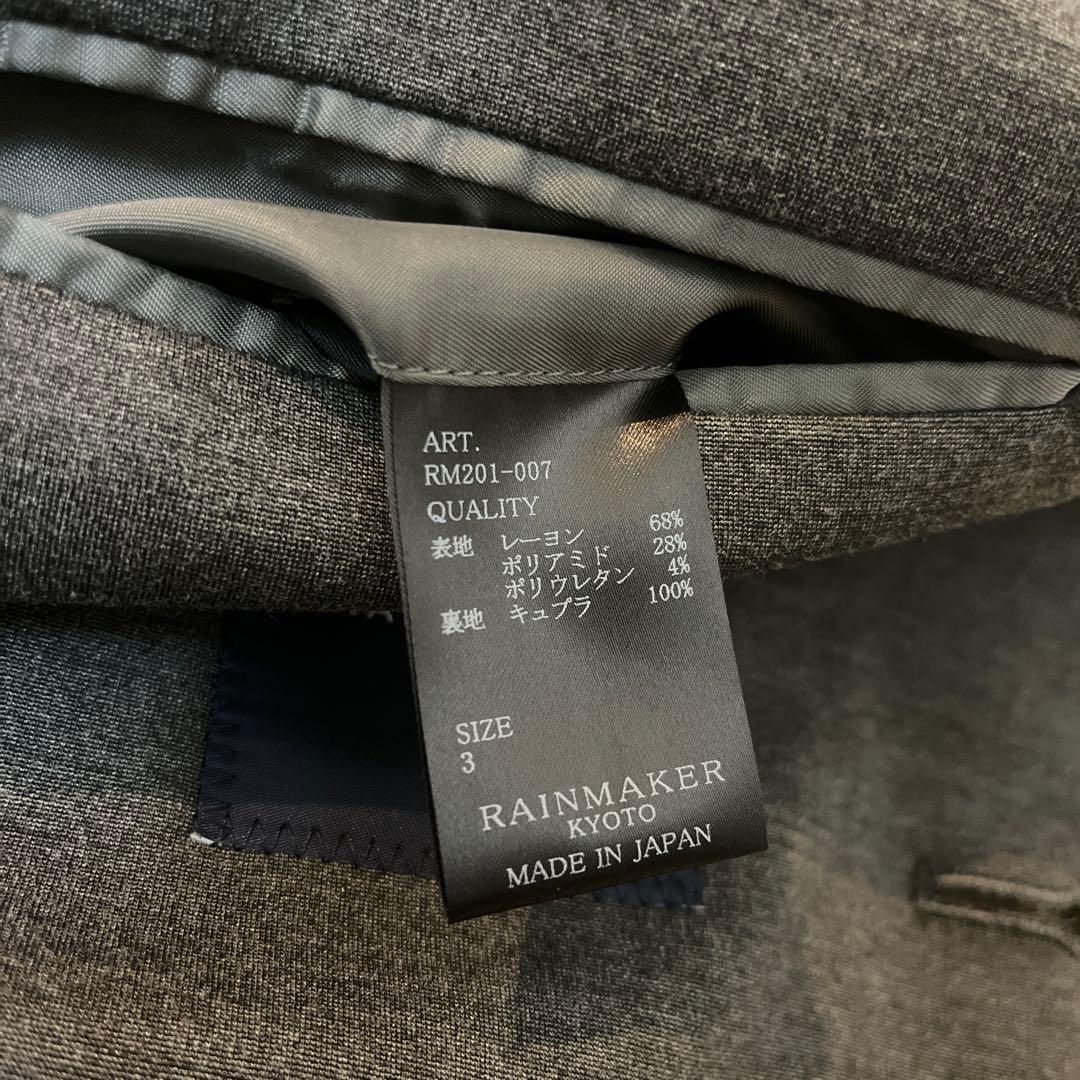 ART.
RM201-007
QUALITY
表地 レーヨン 68%
ポリアミド 28%
ポリウレタン 4%
裏地 キュプラ 100%
SIZE
3
RAINMAKER
KYOTO
MADE IN JAPAN